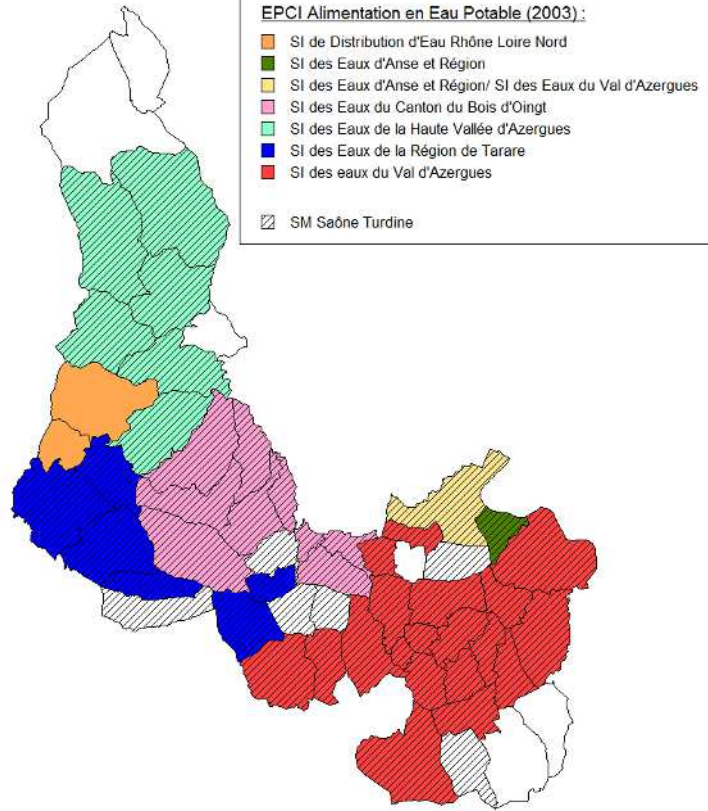 EPCI Alimentation en Eau Potable (2003) :
SI de Distribution d'Eau Rhône Loire Nord
SI des Eaux d'Anse et Région
SI des Eaux d'Anse et Région/ SI des Eaux du Val d'Azergues
SI des Eaux du Canton du Bois d'Oingt
SI des Eaux de la Haute Vallée d'Azergues
SI des Eaux de la Région de Tarare
SI des eaux du Val d'Azergues
SM Saône Turdine